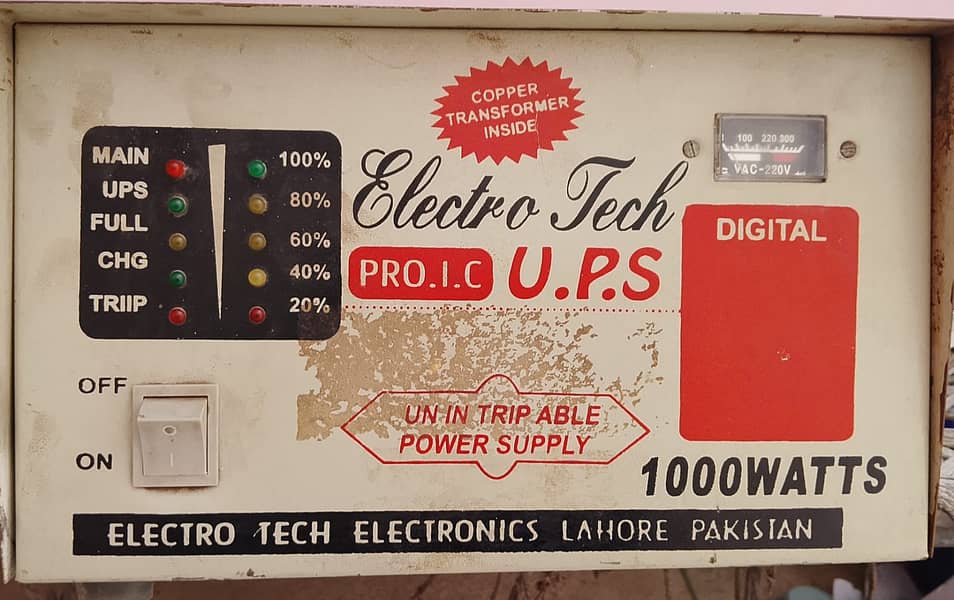 COPPER
TRANSFORMER
INSIDE
100 220 300
VAC-220V
MAIN
UPS
FULL
CHG
TRIIP
100%
80%
60%
40%
20%
Electro Tech
PRO.I.C U.P.S
DIGITAL
OFF
ON
UN IN TRIP ABLE
POWER SUPPLY
1000WATTS
ELECTRO TECH ELECTRONICS LAHORE PAKISTAN